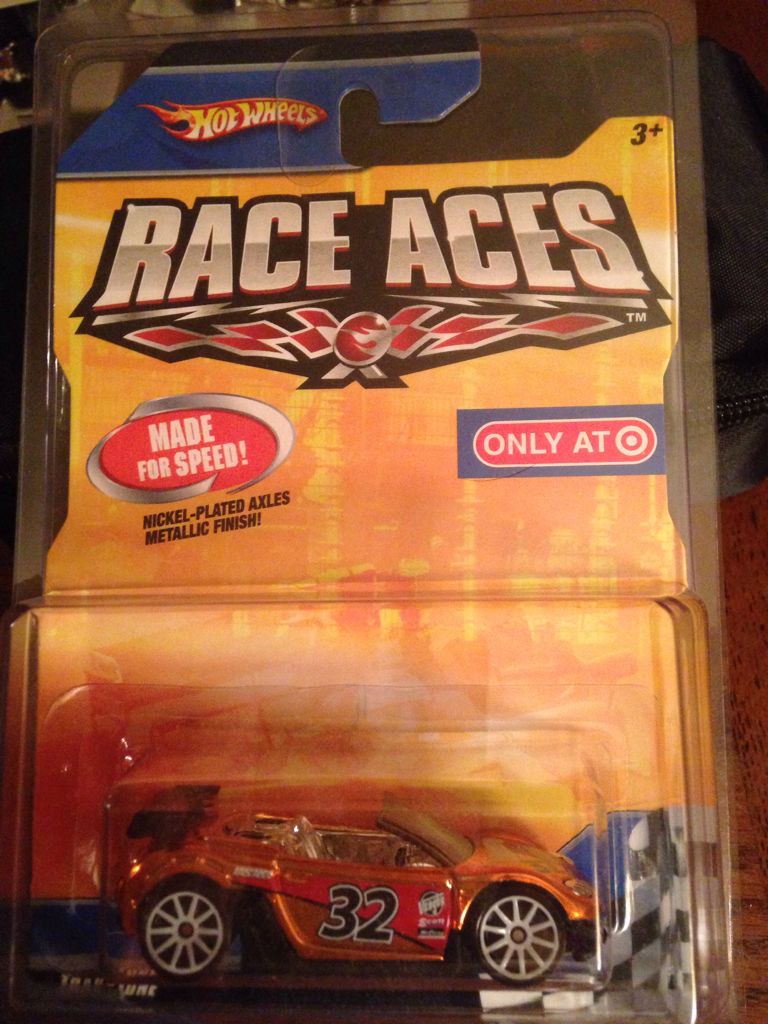 HOT WHEELS
3+
RACE ACES
TM
MADE
FOR SPEED!
ONLY AT
NICKEL-PLATED AXLES
METALLIC FINISH!
32